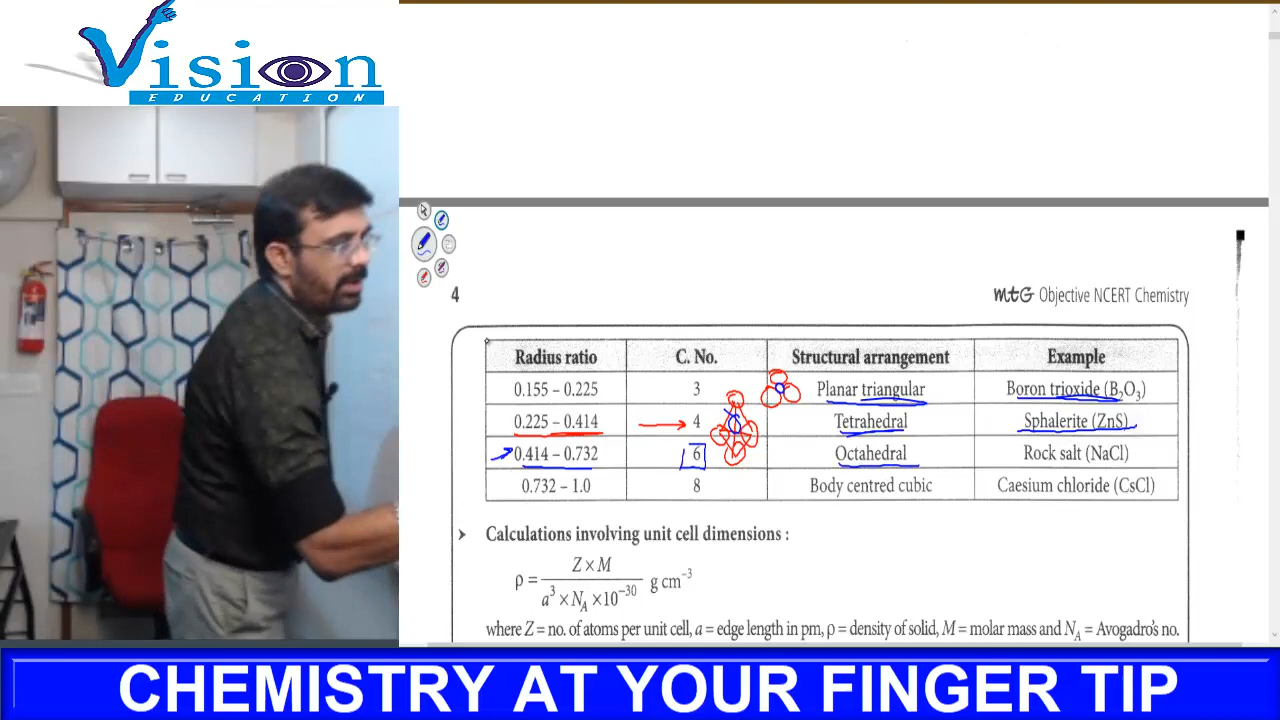 Vision
EDUCATION
4
mtG Objective NCERT Chemistry
Radius ratio C. No. Structural arrangement Example
0.155 – 0.225 3 Planar triangular Boron trioxide (B₂O₃)
0.225 – 0.414 4 Tetrahedral Sphalerite (ZnS)
0.414 – 0.732 6 Octahedral Rock salt (NaCl)
0.732 – 1.0 8 Body centred cubic Caesium chloride (CsCl)
➤ Calculations involving unit cell dimensions :
ρ = Z × M / a³ × N_A × 10⁻³⁰ g cm⁻³
where Z = no. of atoms per unit cell, a = edge length in pm, ρ = density of solid, M = molar mass and N_A = Avogadro's no.
CHEMISTRY AT YOUR FINGER TIP